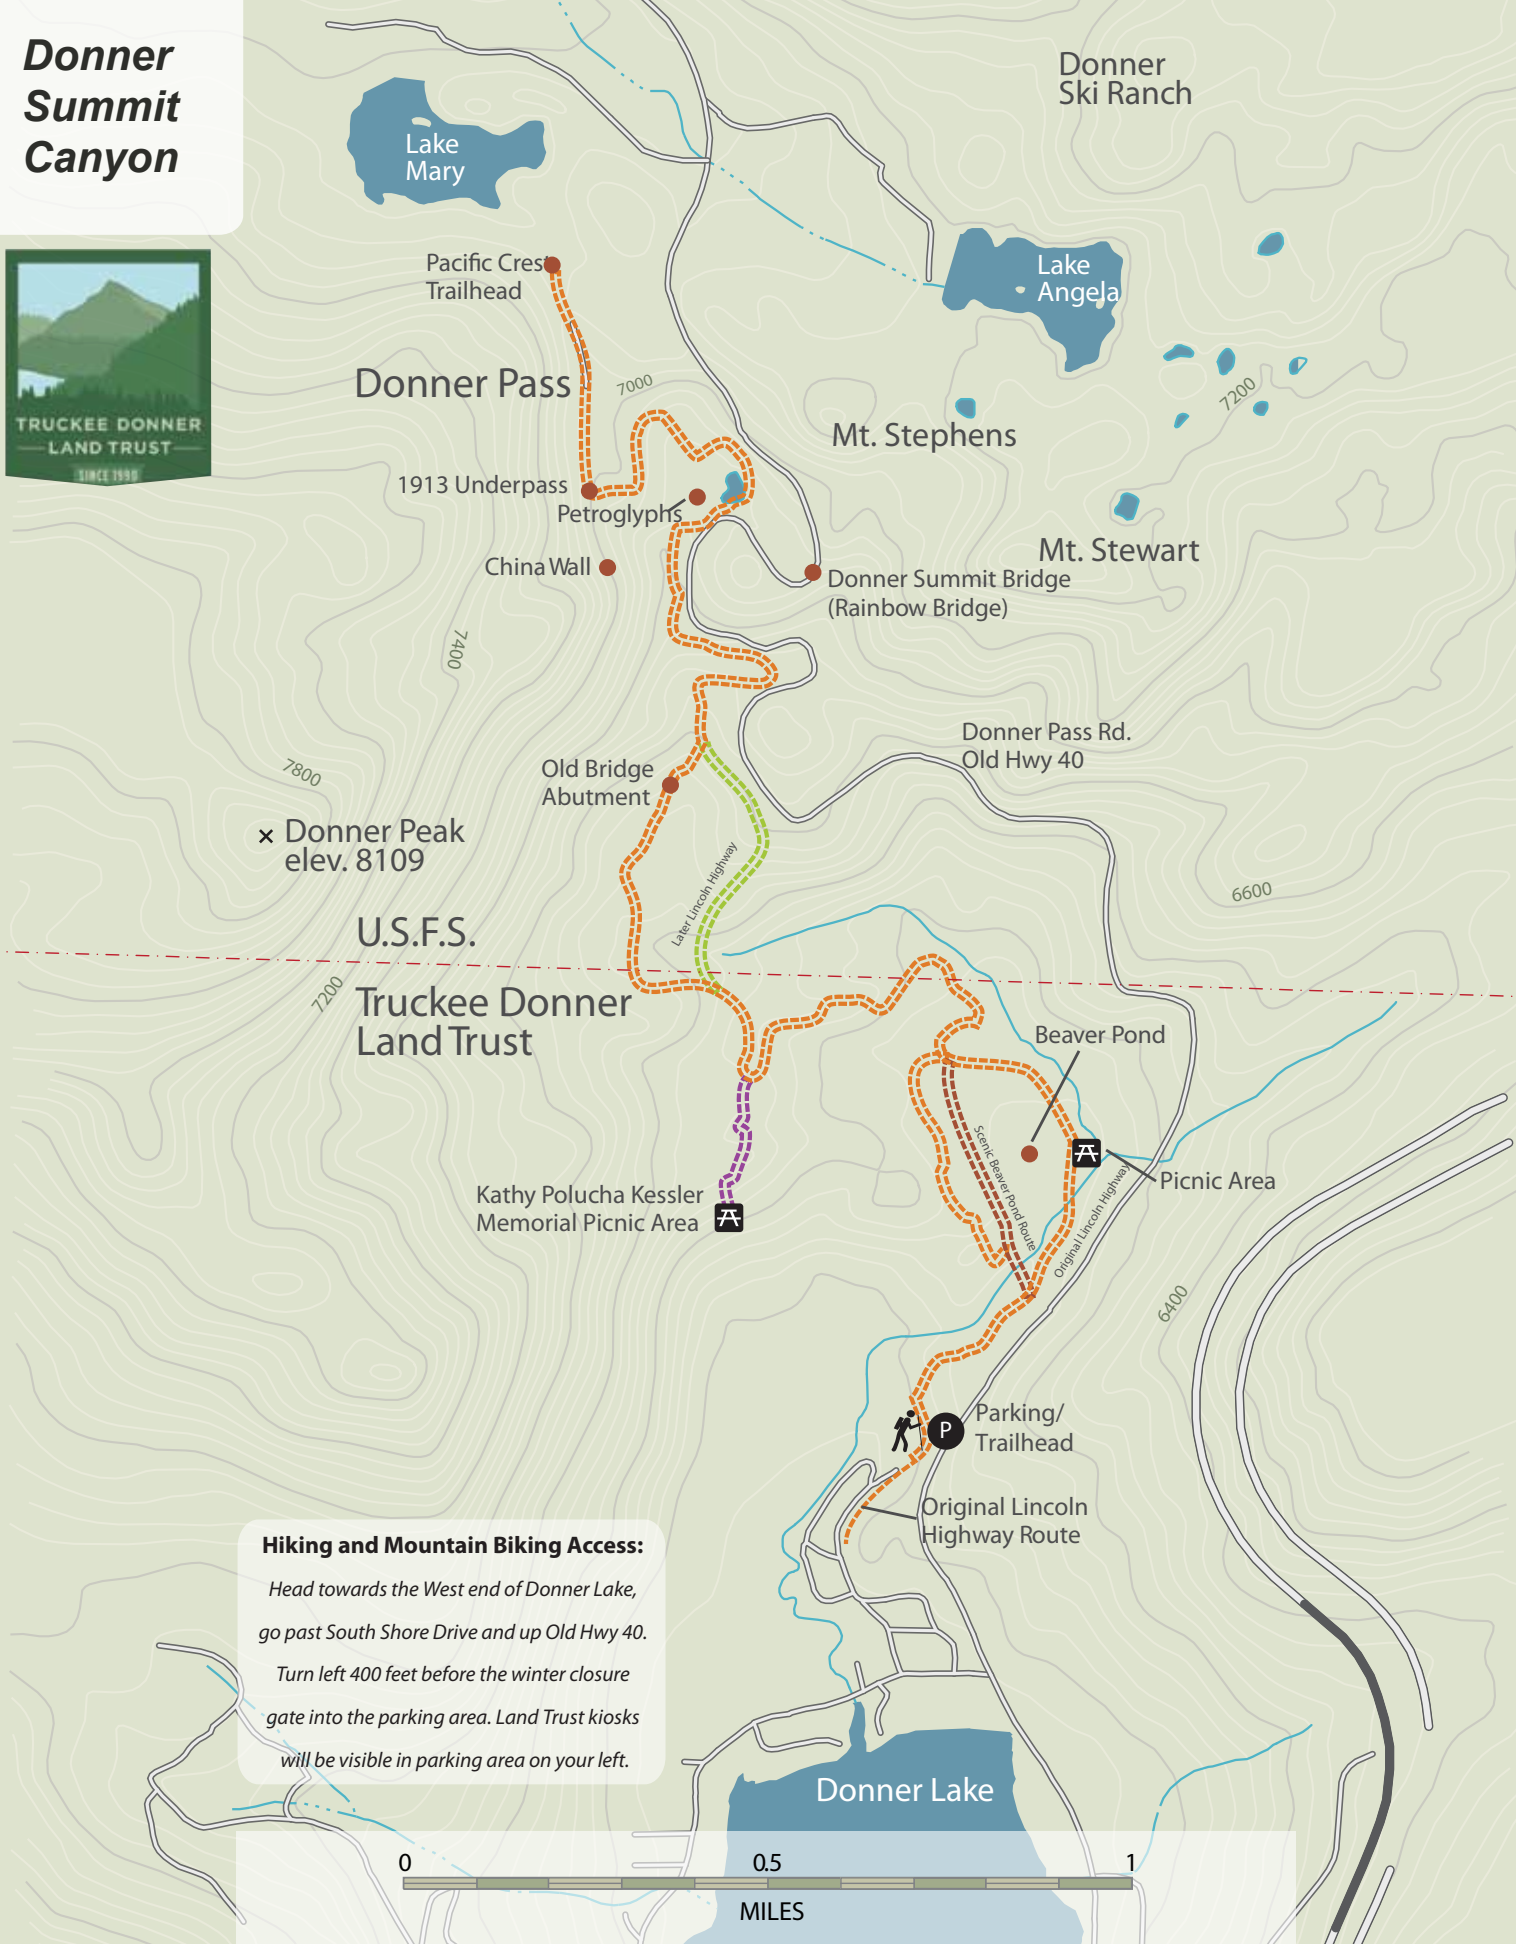 Donner
Summit
Canyon
TRUCKEE DONNER
LAND TRUST
SINCE 1990
Donner
Ski Ranch
Lake
Mary
Lake
Angela
Pacific Crest
Trailhead
Donner Pass
7000
7200
Mt. Stephens
1913 Underpass
Petroglyphs
China Wall
Mt. Stewart
Donner Summit Bridge
(Rainbow Bridge)
7400
Donner Pass Rd.
Old Hwy 40
Old Bridge
Abutment
7800
Donner Peak
elev. 8109
Later Lincoln Highway
6600
U.S.F.S.
7200
Truckee Donner
Land Trust
Beaver Pond
Scenic Beaver Pond Route
Original Lincoln Highway
Picnic Area
Kathy Polucha Kessler
Memorial Picnic Area
6400
P
Parking/
Trailhead
Original Lincoln
Highway Route
Hiking and Mountain Biking Access:
Head towards the West end of Donner Lake,
go past South Shore Drive and up Old Hwy 40.
Turn left 400 feet before the winter closure
gate into the parking area. Land Trust kiosks
will be visible in parking area on your left.
Donner Lake
0 0.5 1
MILES